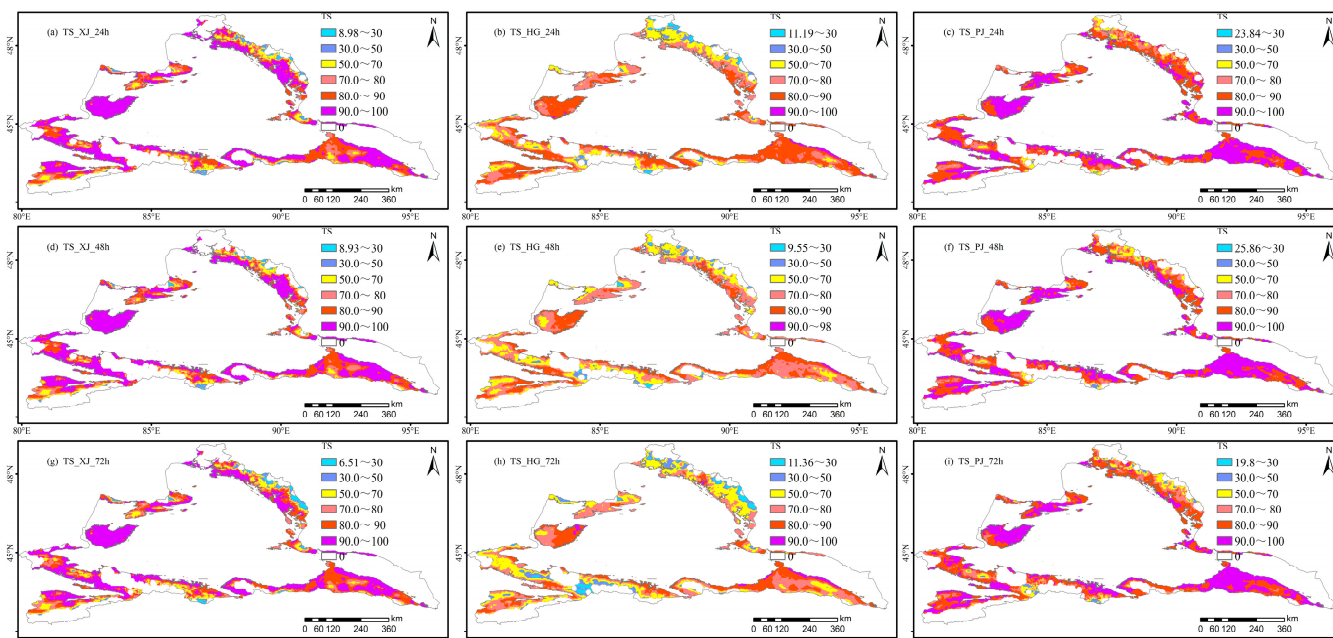 (a) TS_XJ_24h
TS
8.98~30
30.0~50
50.0~70
70.0~ 80
80.0~ 90
90.0~100
0
N
km
0 60 120 240 360
48°N
45°N
(b) TS_HG_24h
TS
11.19~30
30.0~50
50.0~70
70.0~ 80
80.0~ 90
90.0~100
0
N
km
0 60 120 240 360
(c) TS_PJ_24h
TS
23.84~30
30.0~50
50.0~70
70.0~ 80
80.0~ 90
90.0~100
0
N
km
0 60 120 240 360
48°N
45°N
80°E 85°E 90°E 95°E
80°E 85°E 90°E 95°E
80°E 85°E 90°E 95°E
(d) TS_XJ_48h
TS
8.93~30
30.0~50
50.0~70
70.0~ 80
80.0~ 90
90.0~100
0
N
km
0 60 120 240 360
48°N
45°N
(e) TS_HG_48h
TS
9.55~30
30.0~50
50.0~70
70.0~ 80
80.0~ 90
90.0~98
0
N
km
0 60 120 240 360
(f) TS_PJ_48h
TS
25.86~30
30.0~50
50.0~70
70.0~ 80
80.0~ 90
90.0~100
0
N
km
0 60 120 240 360
48°N
45°N
80°E 85°E 90°E 95°E
80°E 85°E 90°E 95°E
80°E 85°E 90°E 95°E
(g) TS_XJ_72h
TS
6.51~30
30.0~50
50.0~70
70.0~ 80
80.0~ 90
90.0~100
0
N
km
0 60 120 240 360
48°N
45°N
(h) TS_HG_72h
TS
11.36~30
30.0~50
50.0~70
70.0~ 80
80.0~ 90
90.0~100
0
N
km
0 60 120 240 360
(i) TS_PJ_72h
TS
19.8~30
30.0~50
50.0~70
70.0~ 80
80.0~ 90
90.0~100
0
N
km
0 60 120 240 360
48°N
45°N